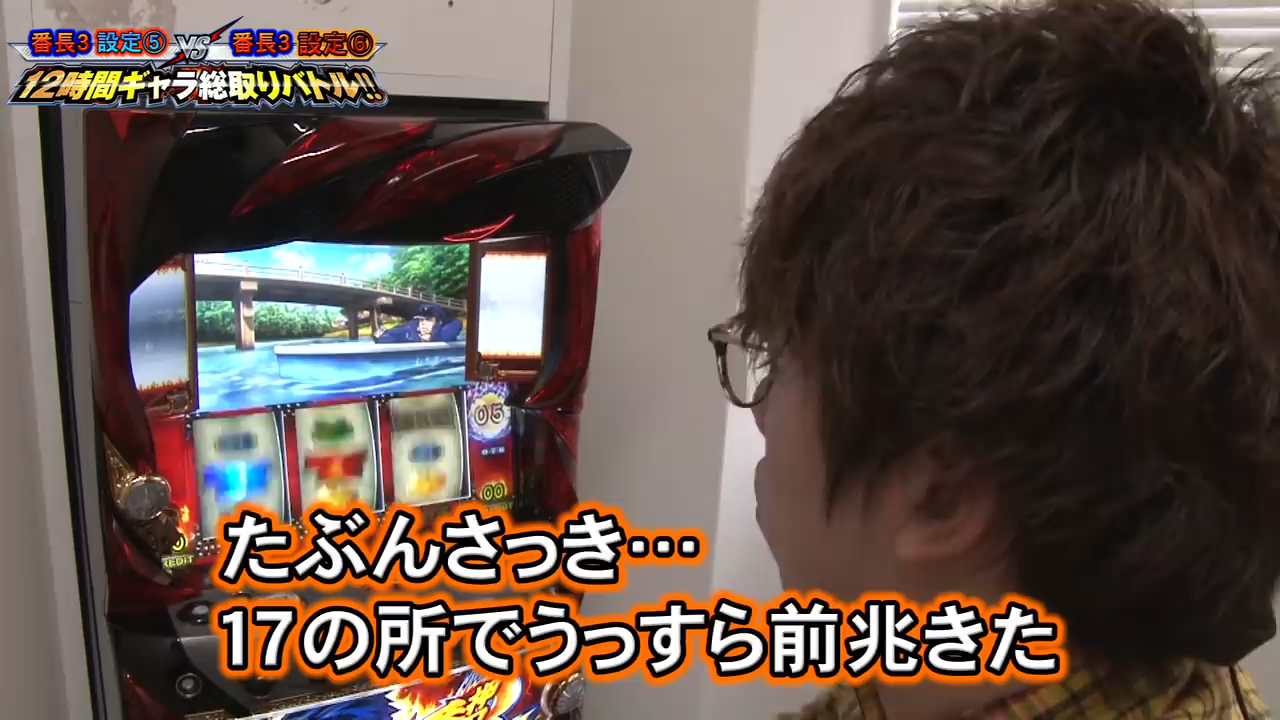 番長3 設定⑤ VS 番長3 設定⑥
12時間ギャラ総取りバトル!!
05
00
たぶんさっき…
17の所でうっすら前兆きた